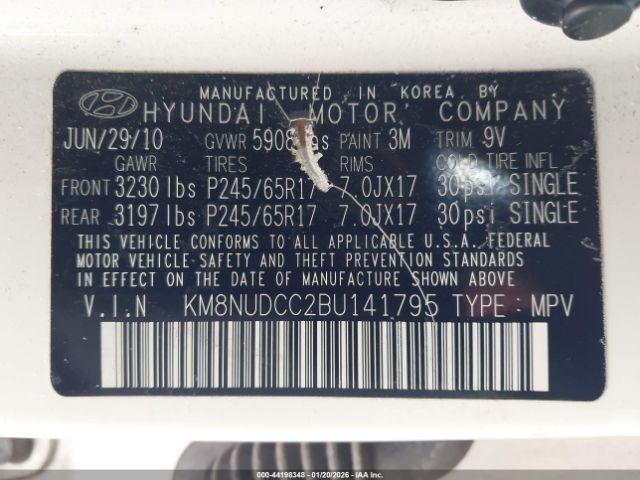 MANUFACTURED IN KOREA BY
HYUNDAI MOTOR COMPANY
JUN/29/10 GVWR 5908 PAINT 3M TRIM 9V
GAWR TIRES RIMS COLD TIRE INFL.
FRONT 3230 lbs P245/65R17 7.0JX17 30psi SINGLE
REAR 3197 lbs P245/65R17 7.0JX17 30psi SINGLE
THIS VEHICLE CONFORMS TO ALL APPLICABLE U.S.A. FEDERAL
MOTOR VEHICLE SAFETY AND THEFT PREVENTION STANDARDS
IN EFFECT ON THE DATE OF MANUFACTURE SHOWN ABOVE.
V.I.N KM8NUDCC2BU141795 TYPE : MPV
000-44198348 - 01/20/2026 - IAAI.COM